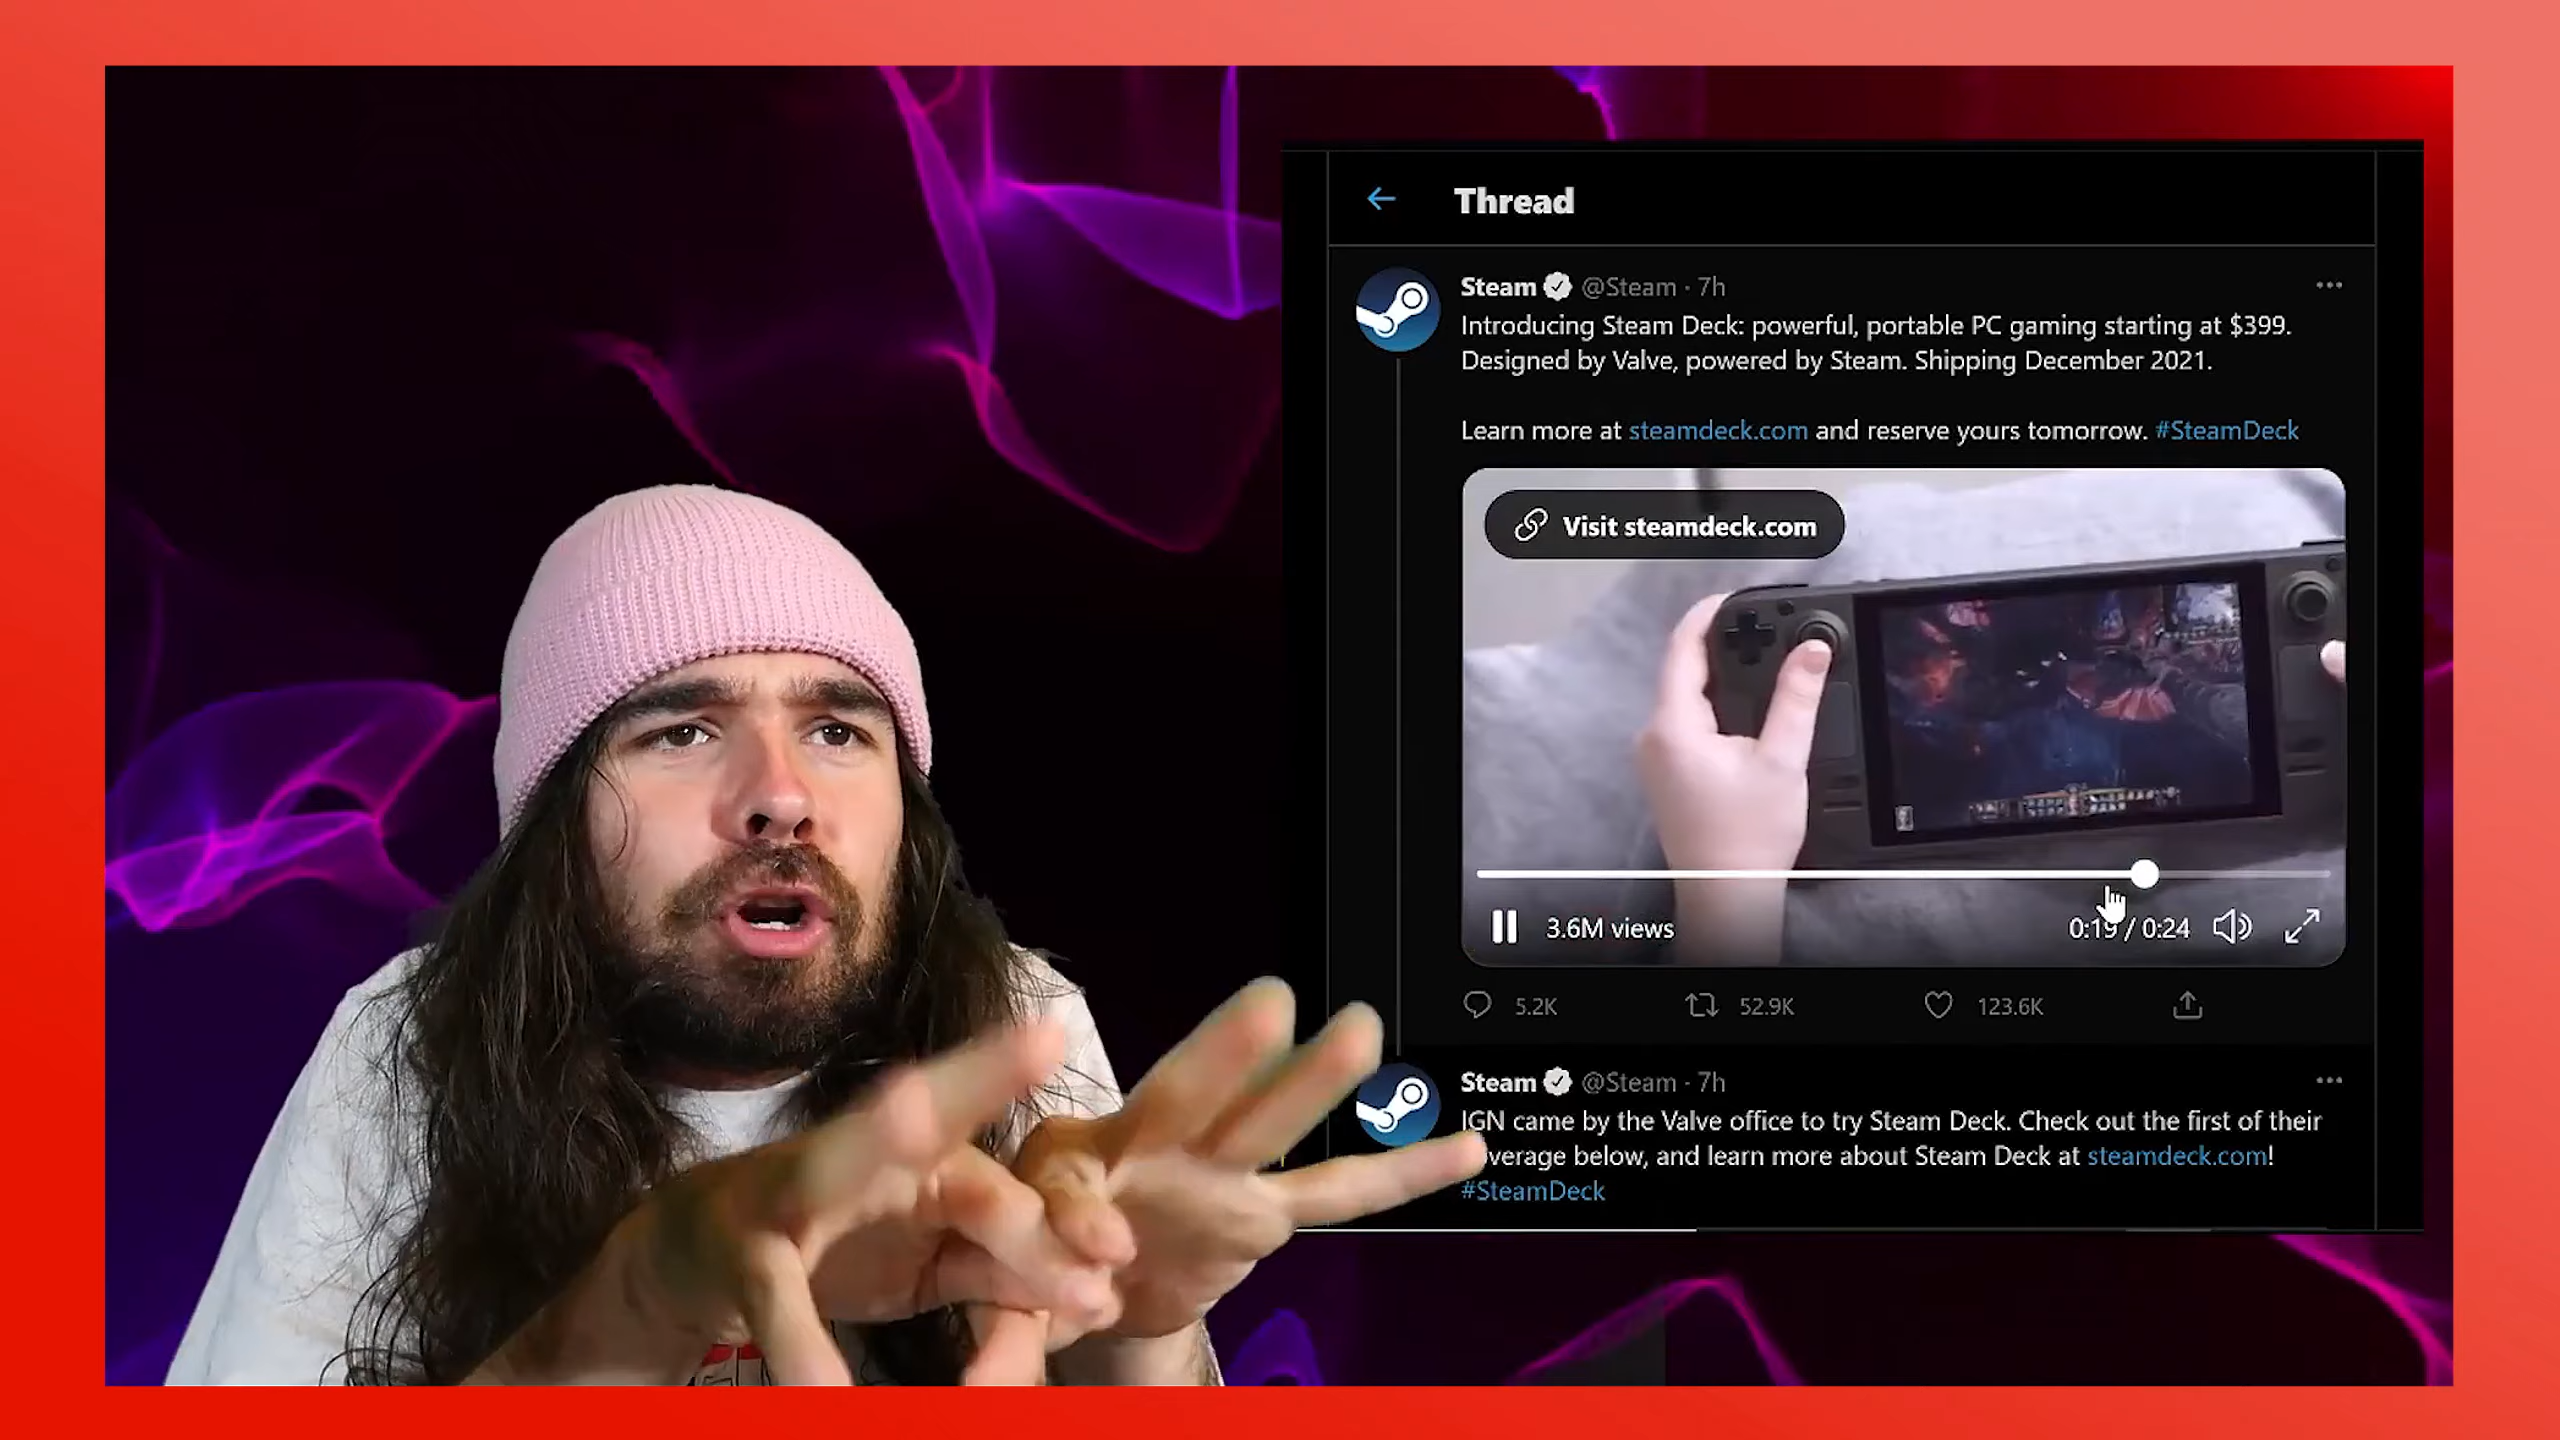 Thread
Steam @Steam · 7h
Introducing Steam Deck: powerful, portable PC gaming starting at $399.
Designed by Valve, powered by Steam. Shipping December 2021.
Learn more at steamdeck.com and reserve yours tomorrow. #SteamDeck
Visit steamdeck.com
3.6M views
0:19 / 0:24
5.2K
52.9K
123.6K
Steam @Steam · 7h
IGN came by the Valve office to try Steam Deck. Check out the first of their
verage below, and learn more about Steam Deck at steamdeck.com!
#SteamDeck